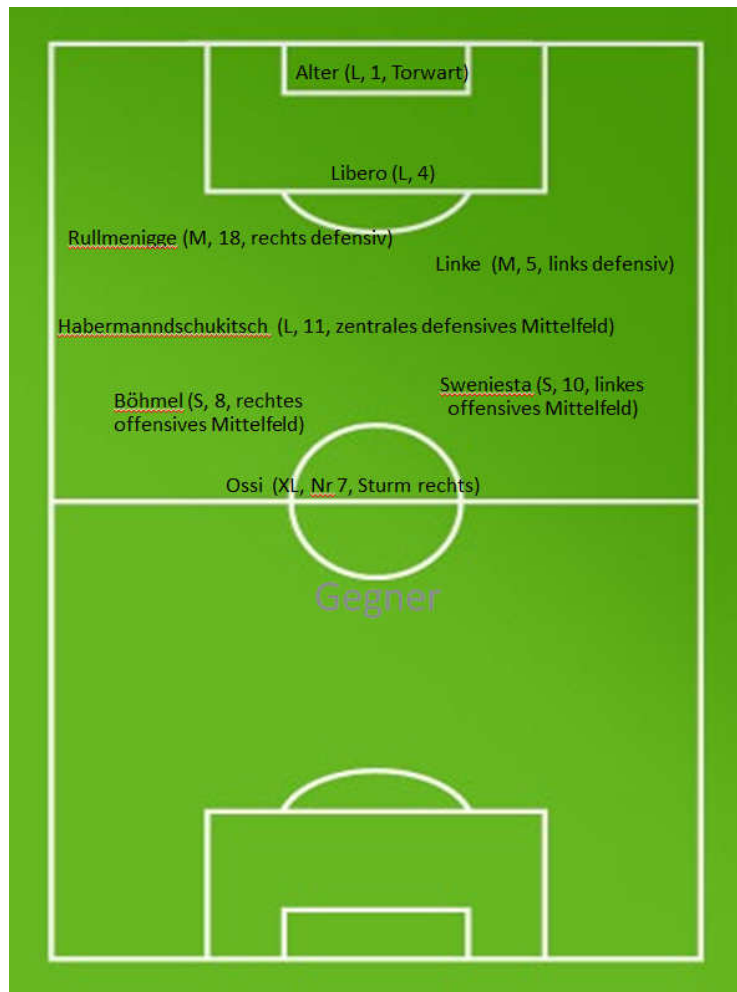 Alter (L, 1, Torwart)
Libero (L, 4)
Rullmenigge (M, 18, rechts defensiv)
Linke (M, 5, links defensiv)
Habermanndschukitsch (L, 11, zentrales defensives Mittelfeld)
Böhmel (S, 8, rechtes
offensives Mittelfeld)
Sweniesta (S, 10, linkes
offensives Mittelfeld)
Ossi (XL, Nr 7, Sturm rechts)
Gegner